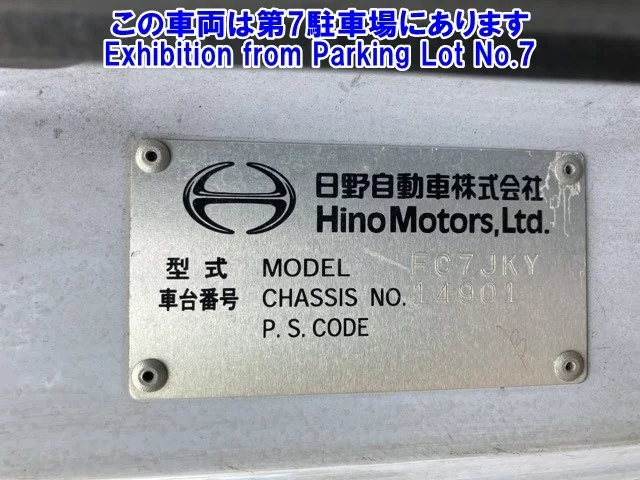 この車両は第7駐車場にあります
Exhibition from Parking Lot No.7
日野自動車株式会社
Hino Motors, Ltd.
型式 MODEL FC7JKY
車台番号 CHASSIS NO. 14901
P. S. CODE